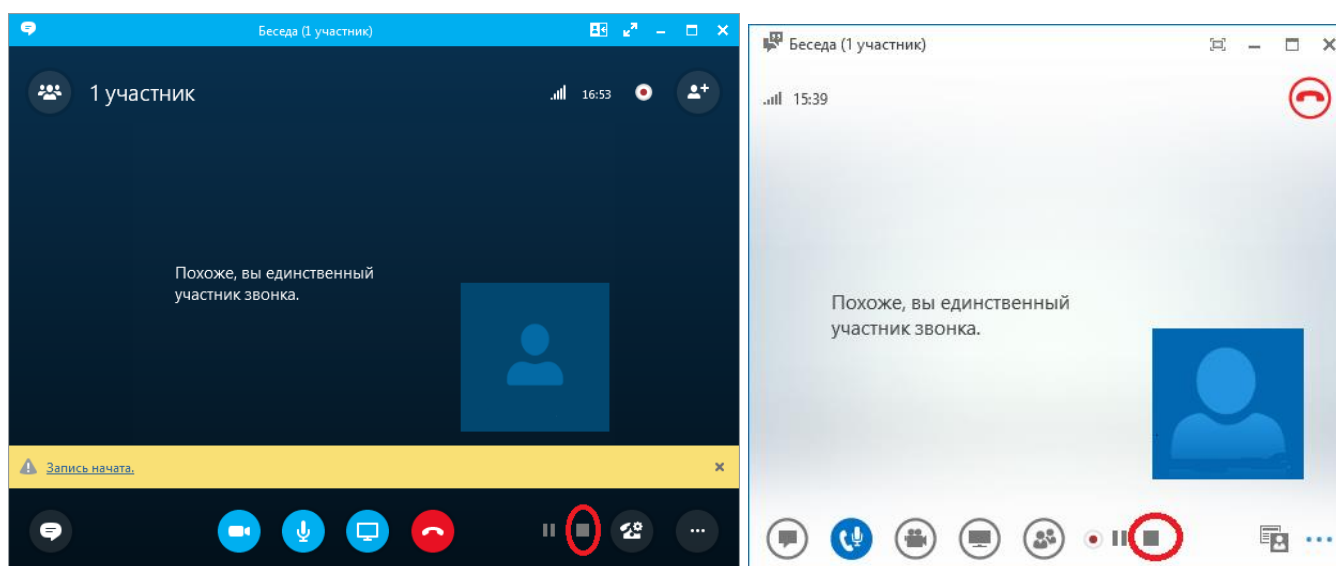 Беседа (1 участник)
1 участник
16:53
Похоже, вы единственный
участник звонка.
Запись начата.
Беседа (1 участник)
15:39
Похоже, вы единственный
участник звонка.